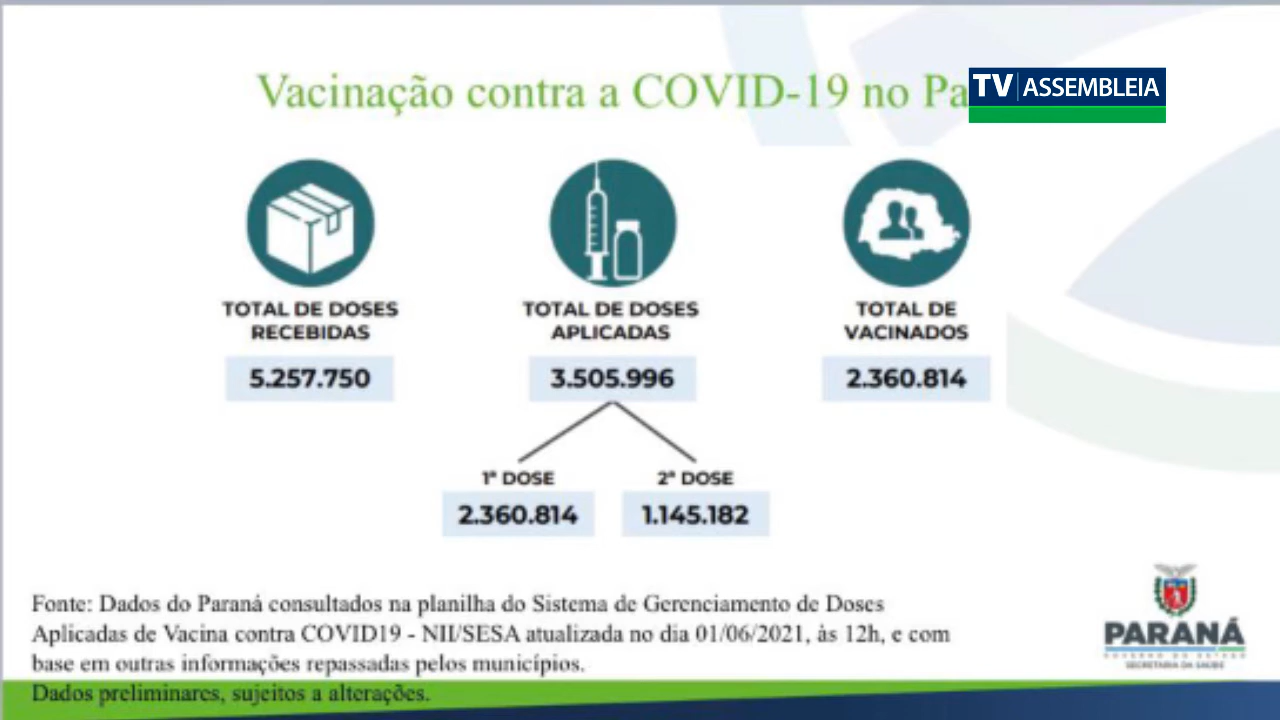 Vacinação contra a COVID-19 no Pa
TV ASSEMBLEIA
TOTAL DE DOSES
RECEBIDAS
5.257.750
TOTAL DE DOSES
APLICADAS
3.505.996
TOTAL DE
VACINADOS
2.360.814
1ª DOSE
2.360.814
2ª DOSE
1.145.182
Fonte: Dados do Paraná consultados na planilha do Sistema de Gerenciamento de Doses
Aplicadas de Vacina contra COVID19 - NII/SESA atualizada no dia 01/06/2021, às 12h, e com
base em outras informações repassadas pelos municípios.
Dados preliminares, sujeitos a alterações.
PARANÁ
GOVERNO DO ESTADO
SECRETARIA DA SAÚDE